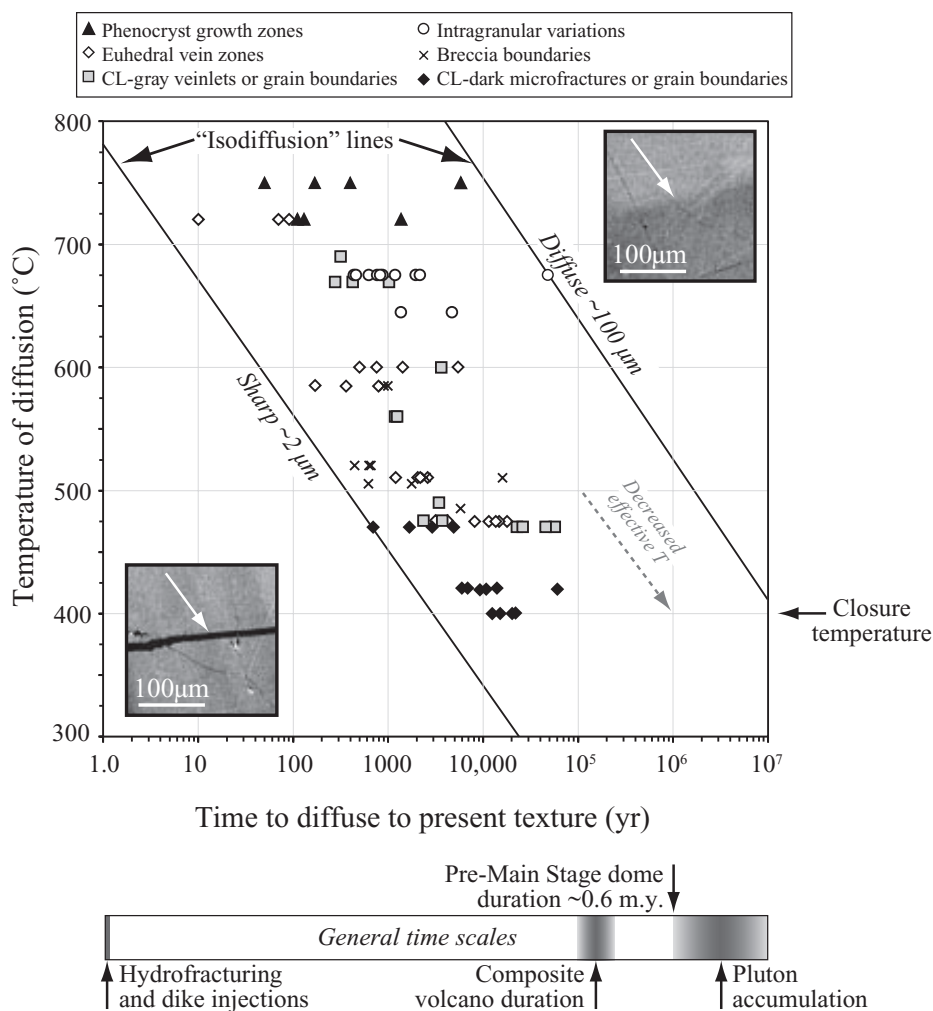 Phenocryst growth zones
Intragranular variations
Euhedral vein zones
Breccia boundaries
CL-gray veinlets or grain boundaries
CL-dark microfractures or grain boundaries
800
700
600
500
400
300
Temperature of diffusion (˚C)
“Isodiffusion” lines
100µm
Diffuse ~100 µm
Sharp ~2 µm
Decreased
effective T
100µm
Closure
temperature
1.0
10
100
1000
10,000
10⁵
10⁶
10⁷
Time to diffuse to present texture (yr)
Pre-Main Stage dome
duration ~0.6 m.y.
General time scales
Hydrofracturing
and dike injections
Composite
volcano duration
Pluton
accumulation